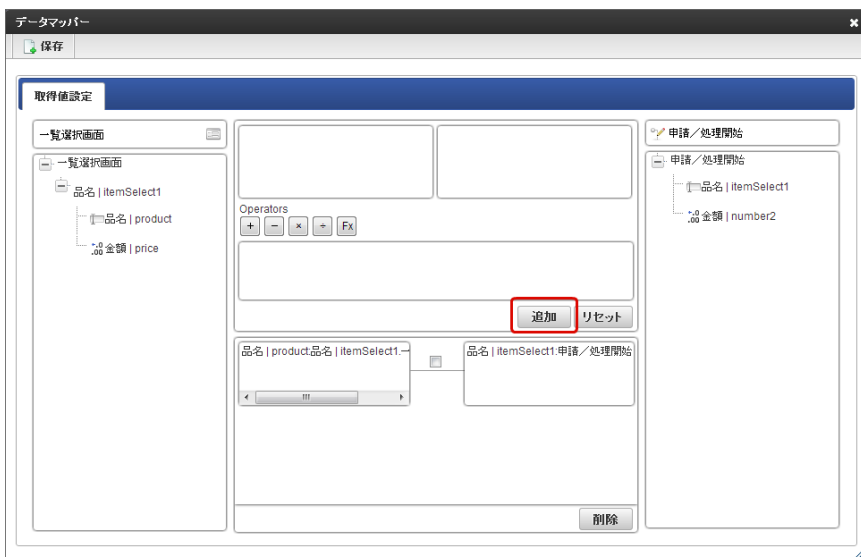 データマッパー
保存
取得値設定
一覧選択画面
一覧選択画面
品名 | itemSelect1
品名 | product
金額 | price
Operators
+ − × ÷ Fx
追加 リセット
品名 | product:品名 | itemSelect1.一
品名 | itemSelect1:申請／処理開始
削除
申請／処理開始
申請／処理開始
品名 | itemSelect1
金額 | number2